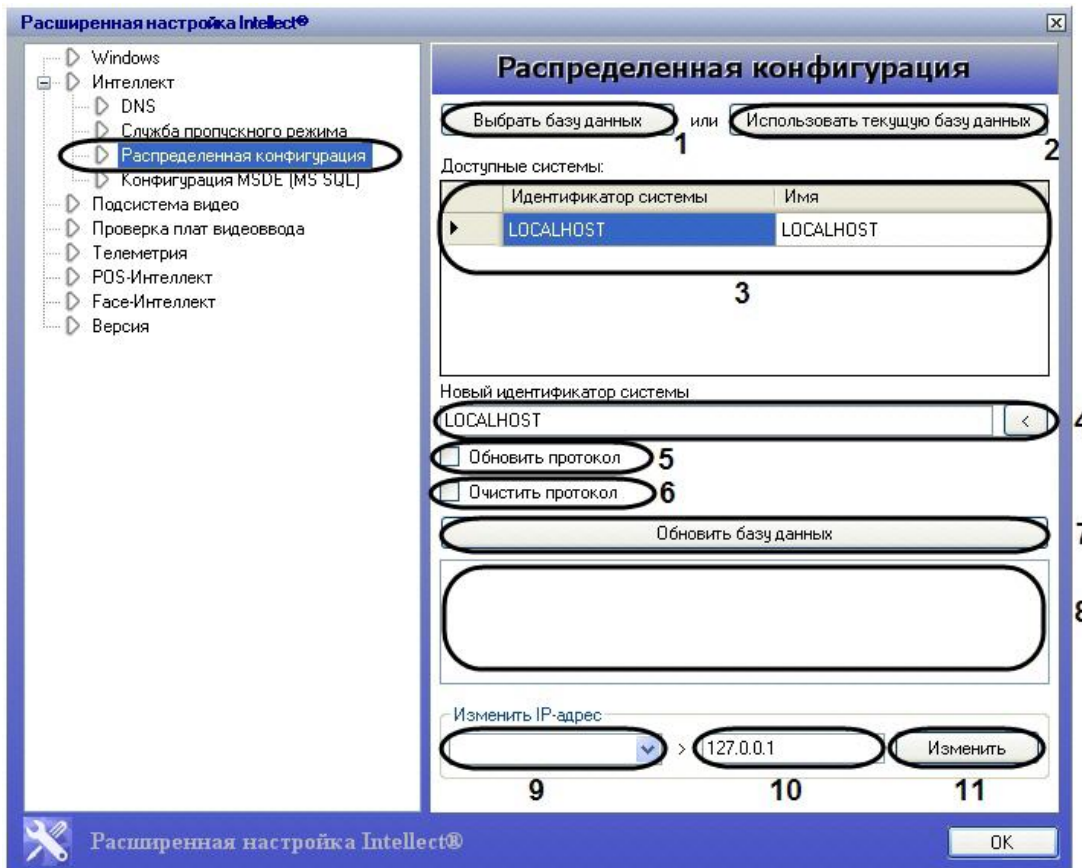 Расширенная настройка Intellect®
Windows
Интеллект
DNS
Служба пропускного режима
Распределенная конфигурация
Конфигурация MSDE (MS SQL)
Подсистема видео
Проверка плат видеоввода
Телеметрия
POS-Интеллект
Face-Интеллект
Версия
Распределенная конфигурация
Выбрать базу данных или Использовать текущую базу данных
1 2
Доступные системы:
Идентификатор системы Имя
LOCALHOST LOCALHOST
3
Новый идентификатор системы
LOCALHOST < 4
Обновить протокол 5
Очистить протокол 6
Обновить базу данных 7
8
Изменить IP-адрес
> 127.0.0.1 Изменить
9 10 11
Расширенная настройка Intellect®
OK